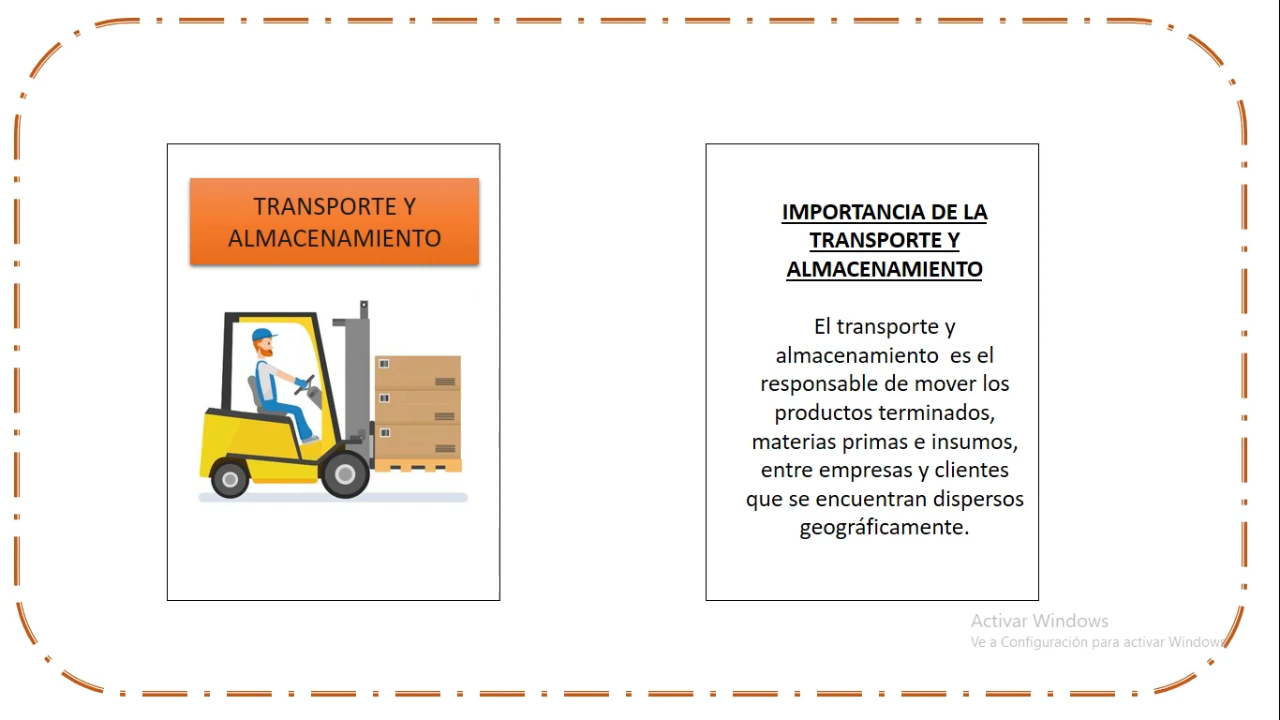 TRANSPORTE Y
ALMACENAMIENTO
IMPORTANCIA DE LA
TRANSPORTE Y
ALMACENAMIENTO
El transporte y
almacenamiento  es el
responsable de mover los
productos terminados,
materias primas e insumos,
entre empresas y clientes
que se encuentran dispersos
geográficamente.
Activar Windows
Ve a Configuración para activar Windows